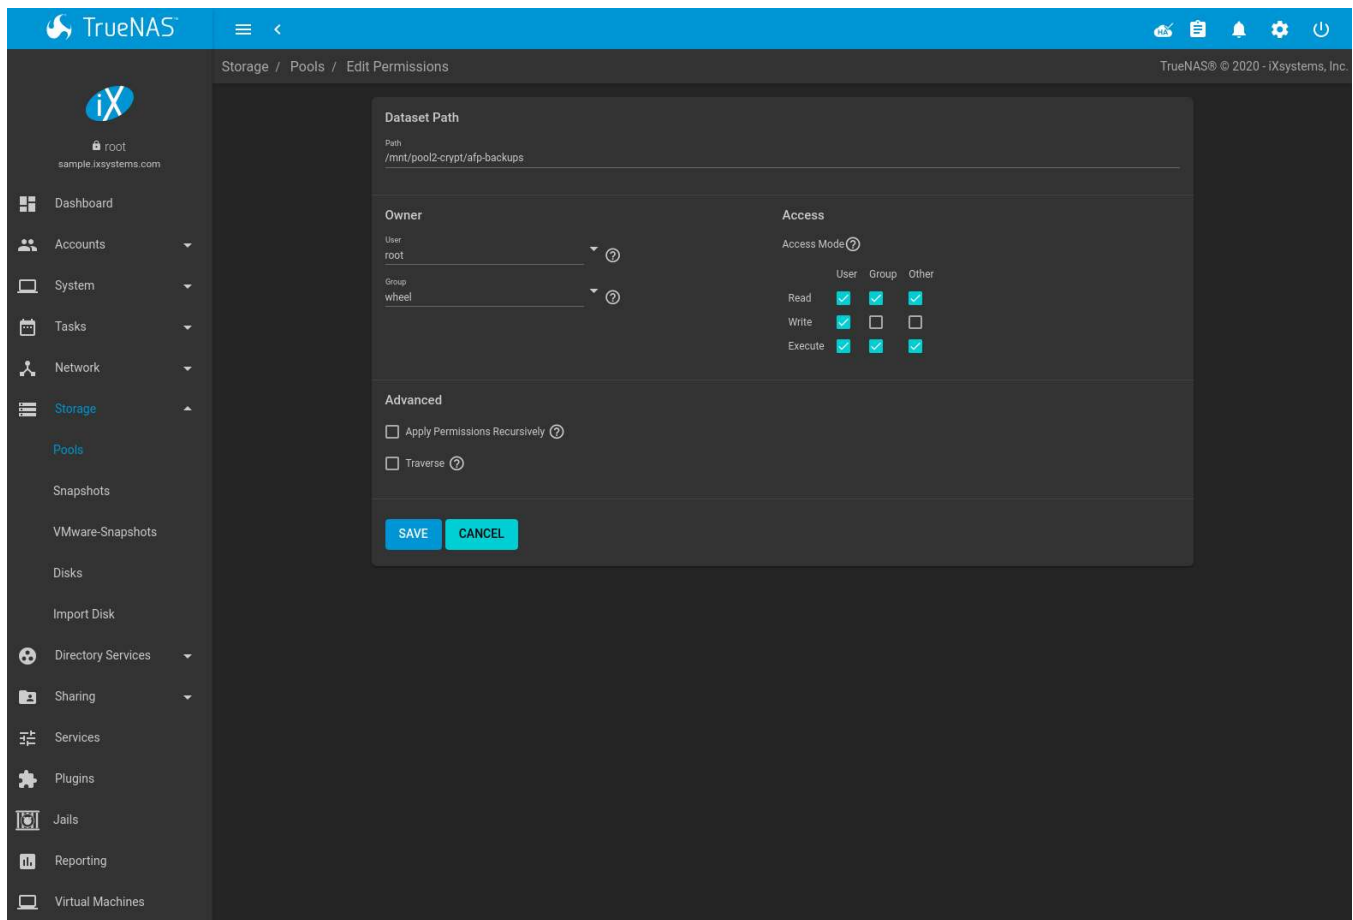 TrueNAS®
HA
Storage / Pools / Edit Permissions
TrueNAS® © 2020 - iXsystems, Inc.
iX
root
sample.ixsystems.com
Dashboard
Accounts
System
Tasks
Network
Storage
Pools
Snapshots
VMware-Snapshots
Disks
Import Disk
Directory Services
Sharing
Services
Plugins
Jails
Reporting
Virtual Machines
Dataset Path
Path
/mnt/pool2-crypt/afp-backups
Owner
User
root
Group
wheel
Access
Access Mode
User Group Other
Read
Write
Execute
Advanced
Apply Permissions Recursively
Traverse
SAVE CANCEL